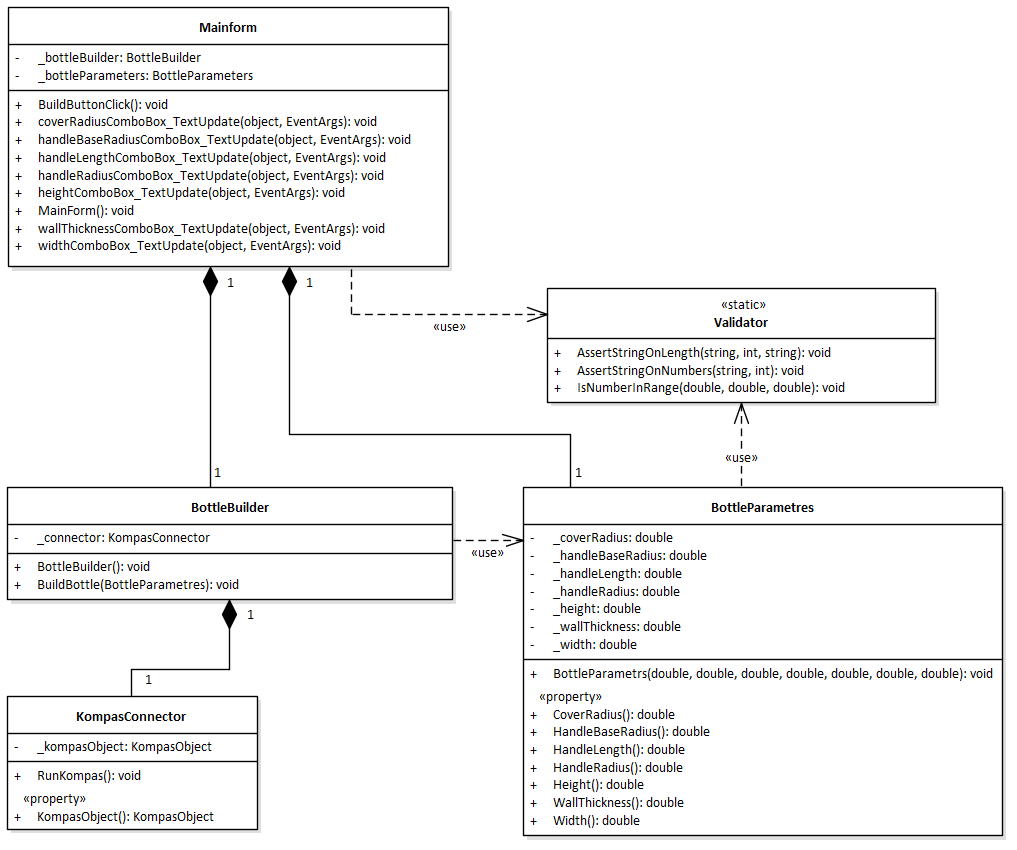 Mainform
- _bottleBuilder: BottleBuilder
- _bottleParameters: BottleParameters
+ BuildButtonClick(): void
+ coverRadiusComboBox_TextUpdate(object, EventArgs): void
+ handleBaseRadiusComboBox_TextUpdate(object, EventArgs): void
+ handleLengthComboBox_TextUpdate(object, EventArgs): void
+ handleRadiusComboBox_TextUpdate(object, EventArgs): void
+ heightComboBox_TextUpdate(object, EventArgs): void
+ MainForm(): void
+ wallThicknessComboBox_TextUpdate(object, EventArgs): void
+ widthComboBox_TextUpdate(object, EventArgs): void
1
1
«use»
«static»
Validator
+ AssertStringOnLength(string, int, string): void
+ AssertStringOnNumbers(string, int): void
+ IsNumberInRange(double, double, double): void
«use»
1
1
BottleBuilder
- _connector: KompasConnector
+ BottleBuilder(): void
+ BuildBottle(BottleParametres): void
«use»
BottleParametres
- _coverRadius: double
- _handleBaseRadius: double
- _handleLength: double
- _handleRadius: double
- _height: double
- _wallThickness: double
- _width: double
+ BottleParametrs(double, double, double, double, double, double, double): void
«property»
+ CoverRadius(): double
+ HandleBaseRadius(): double
+ HandleLength(): double
+ HandleRadius(): double
+ Height(): double
+ WallThickness(): double
+ Width(): double
1
1
KompasConnector
- _kompasObject: KompasObject
+ RunKompas(): void
«property»
+ KompasObject(): KompasObject